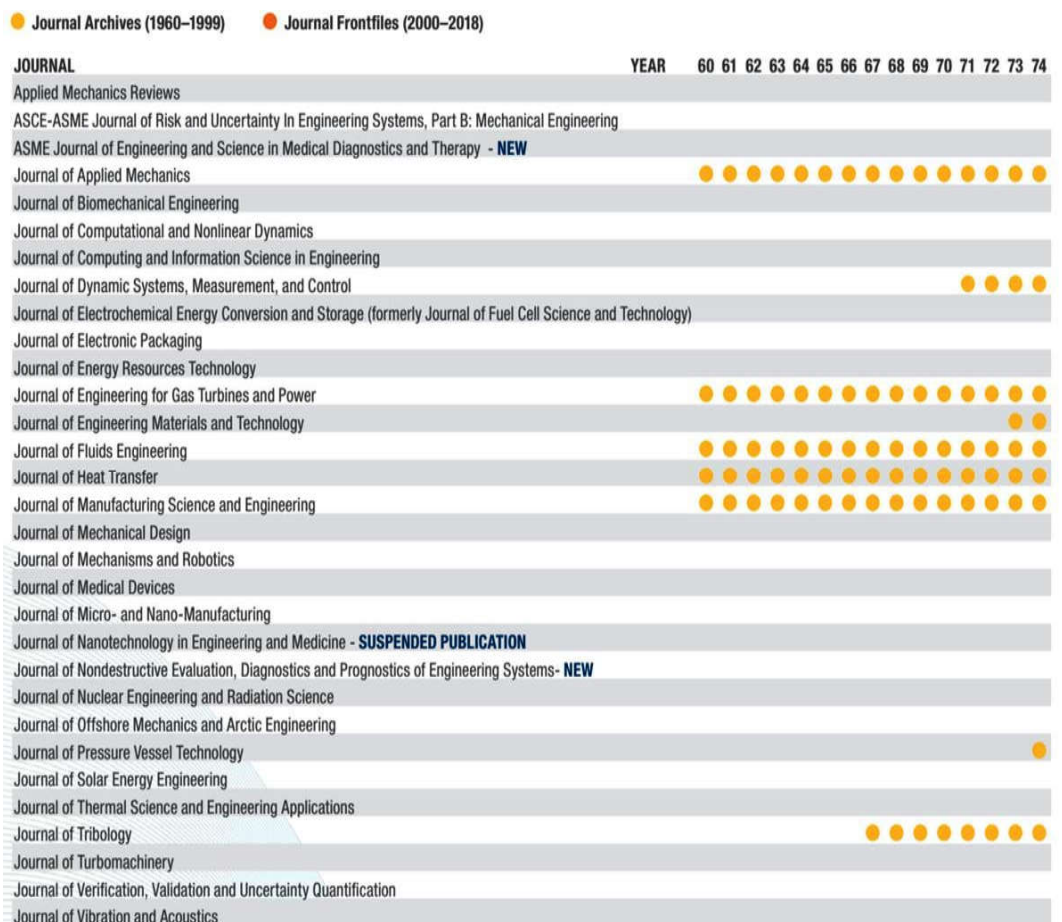 Journal Archives (1960–1999) Journal Frontfiles (2000–2018)
JOURNAL YEAR 60 61 62 63 64 65 66 67 68 69 70 71 72 73 74
Applied Mechanics Reviews
ASCE-ASME Journal of Risk and Uncertainty In Engineering Systems, Part B: Mechanical Engineering
ASME Journal of Engineering and Science in Medical Diagnostics and Therapy - NEW
Journal of Applied Mechanics
Journal of Biomechanical Engineering
Journal of Computational and Nonlinear Dynamics
Journal of Computing and Information Science in Engineering
Journal of Dynamic Systems, Measurement, and Control
Journal of Electrochemical Energy Conversion and Storage (formerly Journal of Fuel Cell Science and Technology)
Journal of Electronic Packaging
Journal of Energy Resources Technology
Journal of Engineering for Gas Turbines and Power
Journal of Engineering Materials and Technology
Journal of Fluids Engineering
Journal of Heat Transfer
Journal of Manufacturing Science and Engineering
Journal of Mechanical Design
Journal of Mechanisms and Robotics
Journal of Medical Devices
Journal of Micro- and Nano-Manufacturing
Journal of Nanotechnology in Engineering and Medicine - SUSPENDED PUBLICATION
Journal of Nondestructive Evaluation, Diagnostics and Prognostics of Engineering Systems- NEW
Journal of Nuclear Engineering and Radiation Science
Journal of Offshore Mechanics and Arctic Engineering
Journal of Pressure Vessel Technology
Journal of Solar Energy Engineering
Journal of Thermal Science and Engineering Applications
Journal of Tribology
Journal of Turbomachinery
Journal of Verification, Validation and Uncertainty Quantification
Journal of Vibration and Acoustics